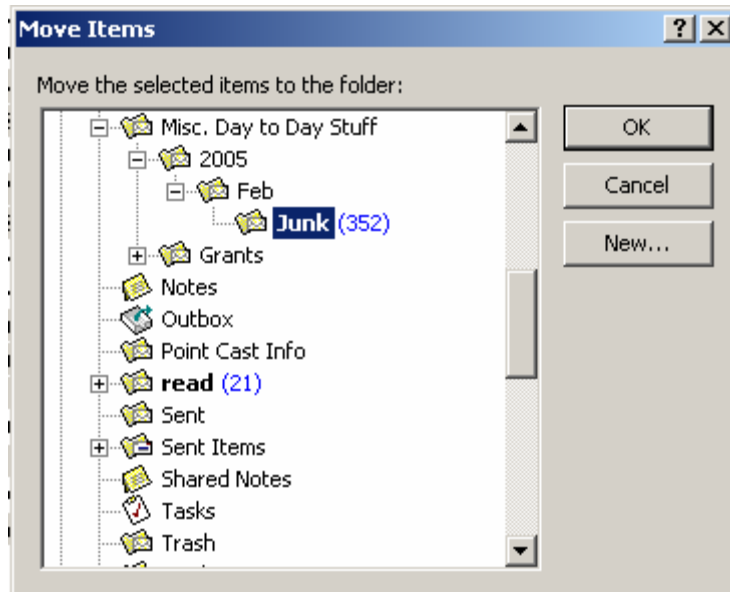 Move Items
Move the selected items to the folder:
Misc. Day to Day Stuff
2005
Feb
Junk (352)
Grants
Notes
Outbox
Point Cast Info
read (21)
Sent
Sent Items
Shared Notes
Tasks
Trash
OK
Cancel
New...